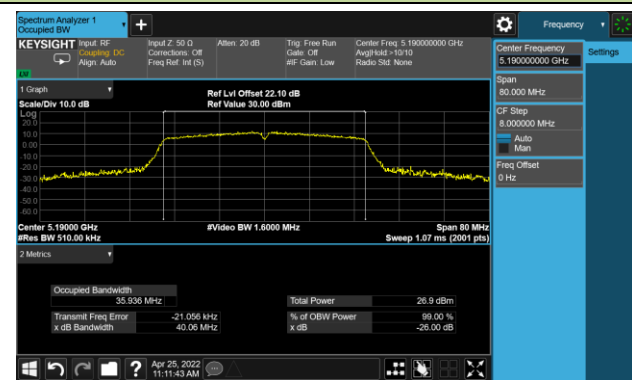 Spectrum Analyzer 1
Occupied BW
KEYSIGHT
Input: RF
Coupling: DC
Align: Auto
Input Z: 50 Ω
Corrections: Off
Freq Ref: Int (S)
Atten: 20 dB
Trig: Free Run
Gate: Off
#IF Gain: Low
Center Freq: 5.190000000 GHz
Avg|Hold:>10/10
Radio Std: None
1 Graph
Scale/Div 10.0 dB
Ref Lvl Offset 22.10 dB
Ref Value 30.00 dBm
Log
20.0
10.0
0.00
-10.0
-20.0
-30.0
-40.0
-50.0
-60.0
Center 5.19000 GHz
#Res BW 510.00 kHz
#Video BW 1.6000 MHz
Span 80 MHz
Sweep 1.07 ms (2001 pts)
2 Metrics
Occupied Bandwidth
35.936 MHz
Transmit Freq Error -21.056 kHz
x dB Bandwidth 40.06 MHz
Total Power 26.9 dBm
% of OBW Power 99.00 %
x dB -26.00 dB
?
Apr 25, 2022
11:11:43 AM
Frequency
Settings
Center Frequency
5.190000000 GHz
Span
80.000 MHz
CF Step
8.000000 MHz
Auto
Man
Freq Offset
0 Hz